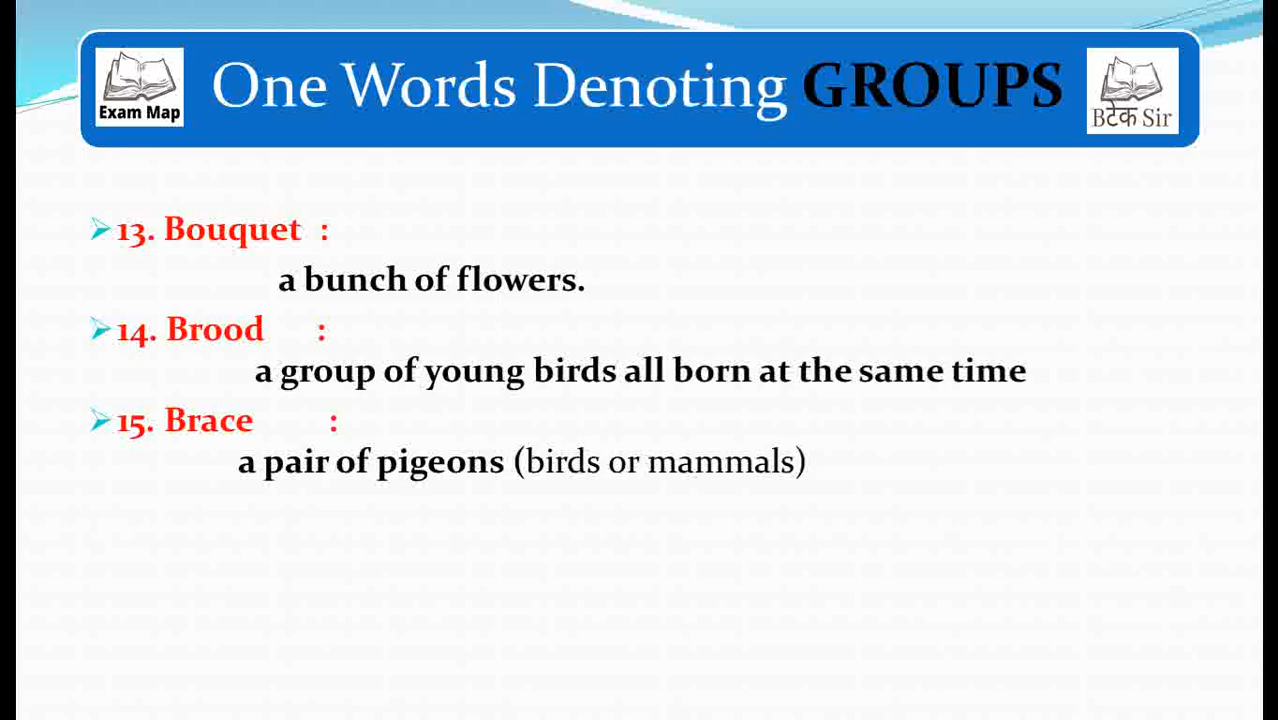 One Words Denoting GROUPS
Exam Map
Bटेक Sir
13. Bouquet :
a bunch of flowers.
14. Brood :
a group of young birds all born at the same time
15. Brace :
a pair of pigeons (birds or mammals)